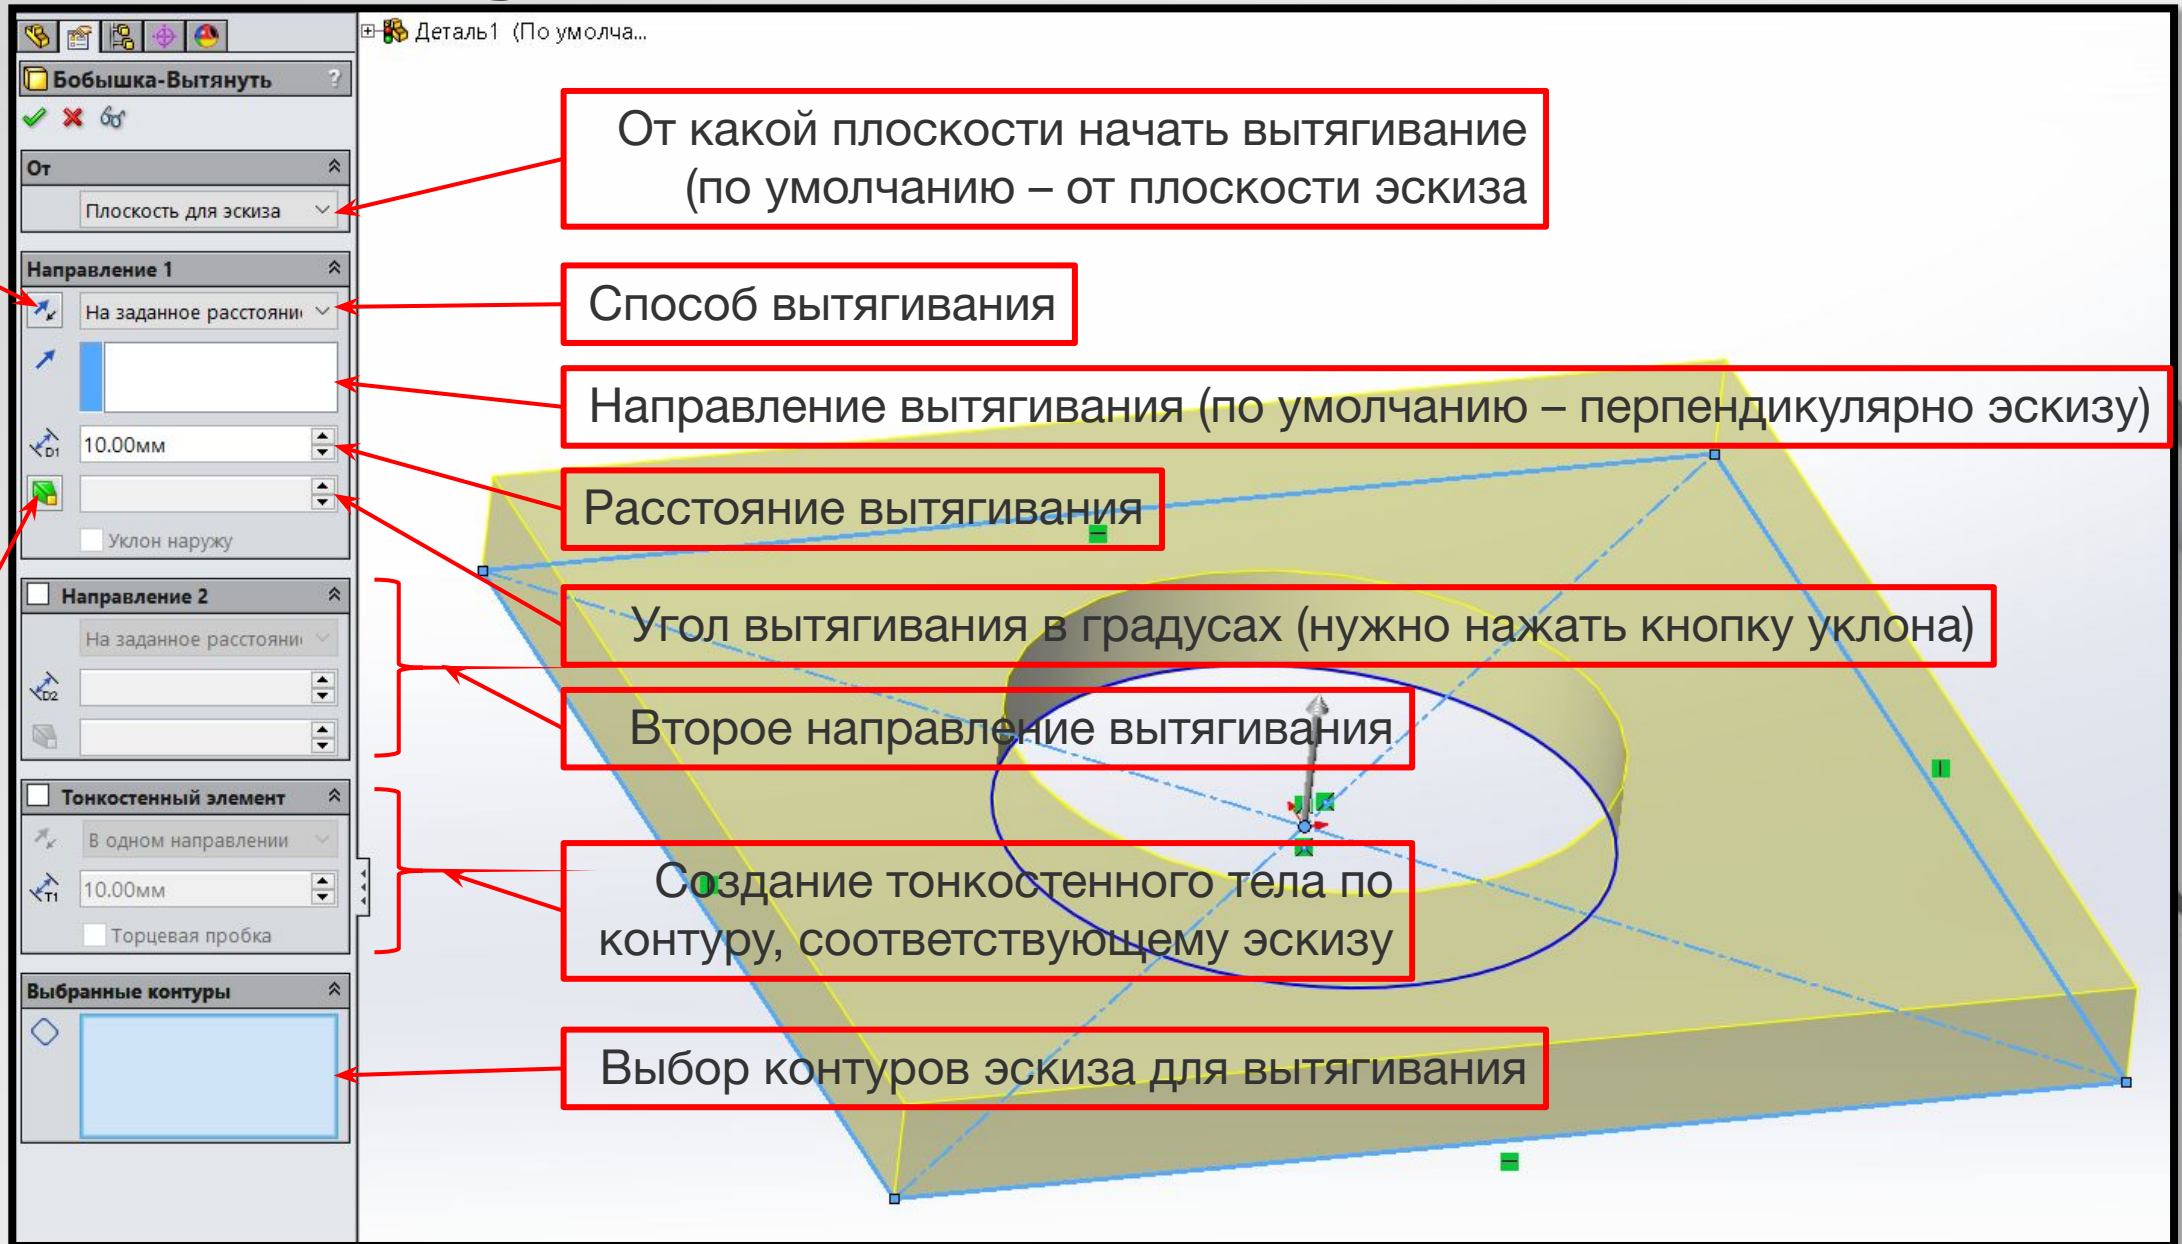 Деталь1 (По умолча...
Бобышка-Вытянуть ?
От
Плоскость для эскиза
Направление 1
На заданное расстояни
D1 10.00мм
Уклон наружу
Направление 2
На заданное расстояни
D2
Тонкостенный элемент
В одном направлении
T1 10.00мм
Торцевая пробка
Выбранные контуры
От какой плоскости начать вытягивание
(по умолчанию – от плоскости эскиза
Способ вытягивания
Направление вытягивания (по умолчанию – перпендикулярно эскизу)
Расстояние вытягивания
Угол вытягивания в градусах (нужно нажать кнопку уклона)
Второе направление вытягивания
Создание тонкостенного тела по
контуру, соответствующему эскизу
Выбор контуров эскиза для вытягивания